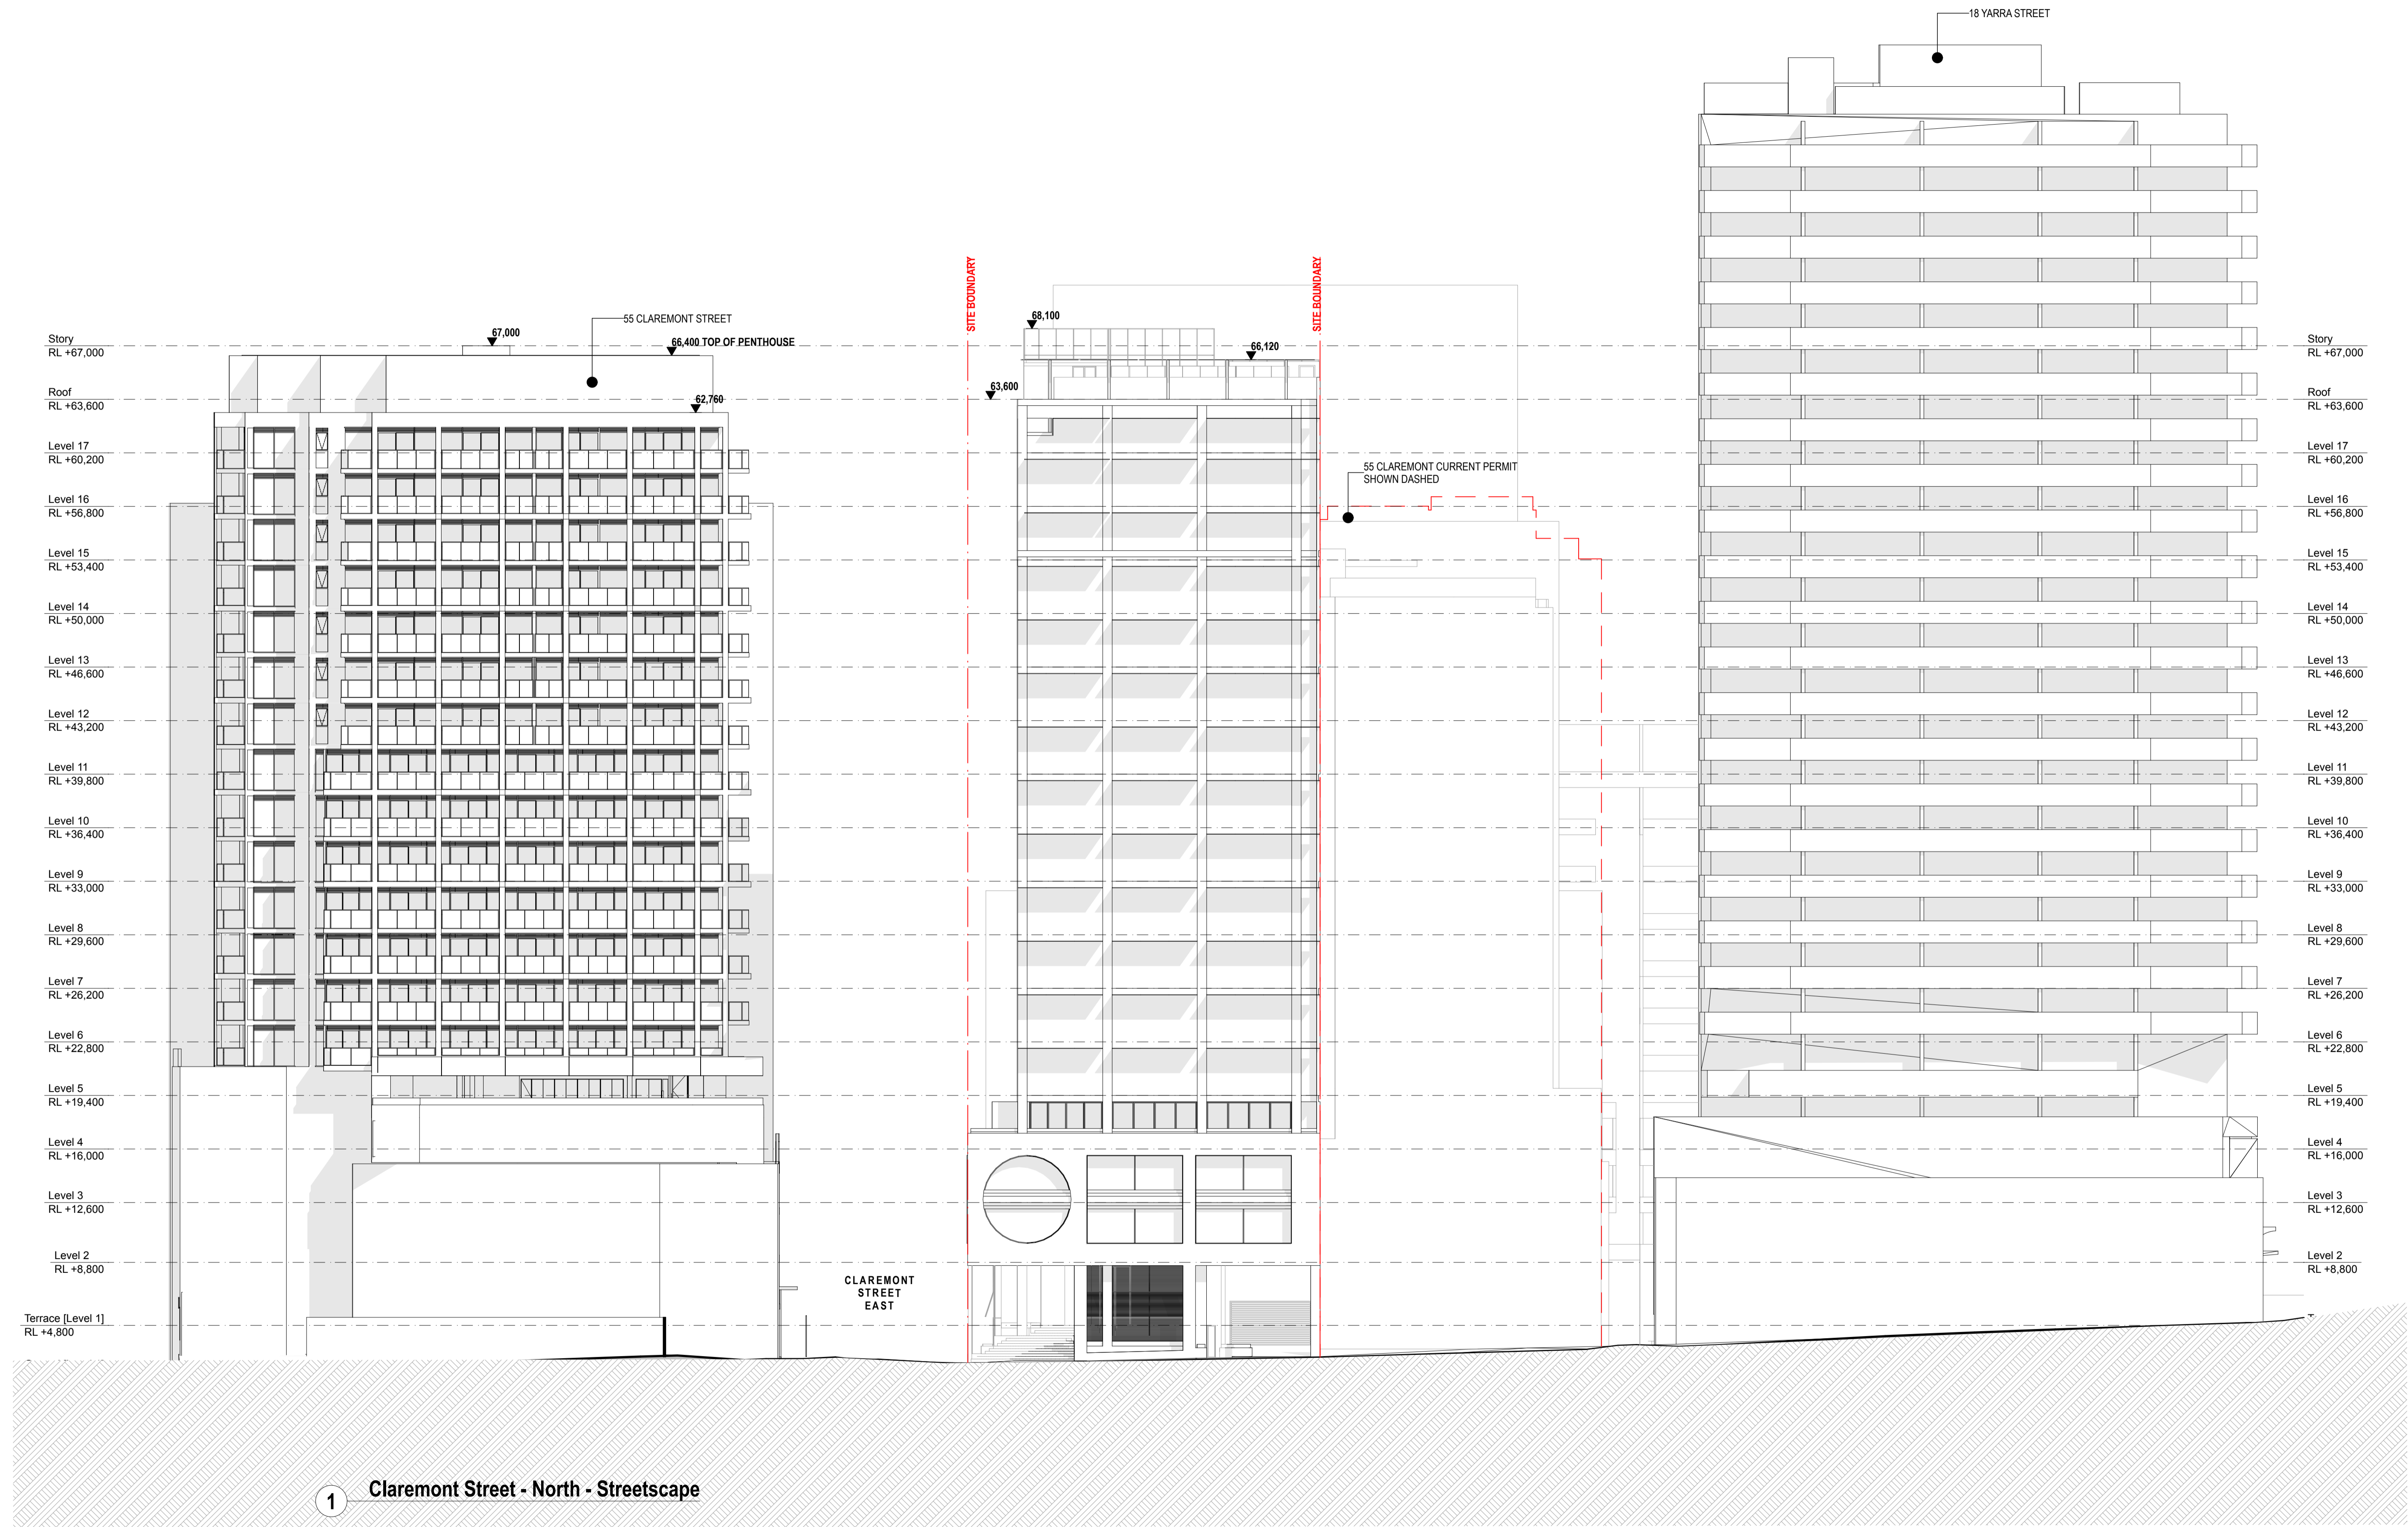 18 YARRA STREET
SITE BOUNDARY
SITE BOUNDARY
68,100
55 CLAREMONT STREET
67,000
66,400 TOP OF PENTHOUSE
66,120
63,600
62,760
55 CLAREMONT CURRENT PERMIT
SHOWN DASHED
Story
RL +67,000
Roof
RL +63,600
Level 17
RL +60,200
Level 16
RL +56,800
Level 15
RL +53,400
Level 14
RL +50,000
Level 13
RL +46,600
Level 12
RL +43,200
Level 11
RL +39,800
Level 10
RL +36,400
Level 9
RL +33,000
Level 8
RL +29,600
Level 7
RL +26,200
Level 6
RL +22,800
Level 5
RL +19,400
Level 4
RL +16,000
Level 3
RL +12,600
Level 2
RL +8,800
Terrace [Level 1]
RL +4,800
CLAREMONT
STREET
EAST
Story
RL +67,000
Roof
RL +63,600
Level 17
RL +60,200
Level 16
RL +56,800
Level 15
RL +53,400
Level 14
RL +50,000
Level 13
RL +46,600
Level 12
RL +43,200
Level 11
RL +39,800
Level 10
RL +36,400
Level 9
RL +33,000
Level 8
RL +29,600
Level 7
RL +26,200
Level 6
RL +22,800
Level 5
RL +19,400
Level 4
RL +16,000
Level 3
RL +12,600
Level 2
RL +8,800
1 Claremont Street - North - Streetscape